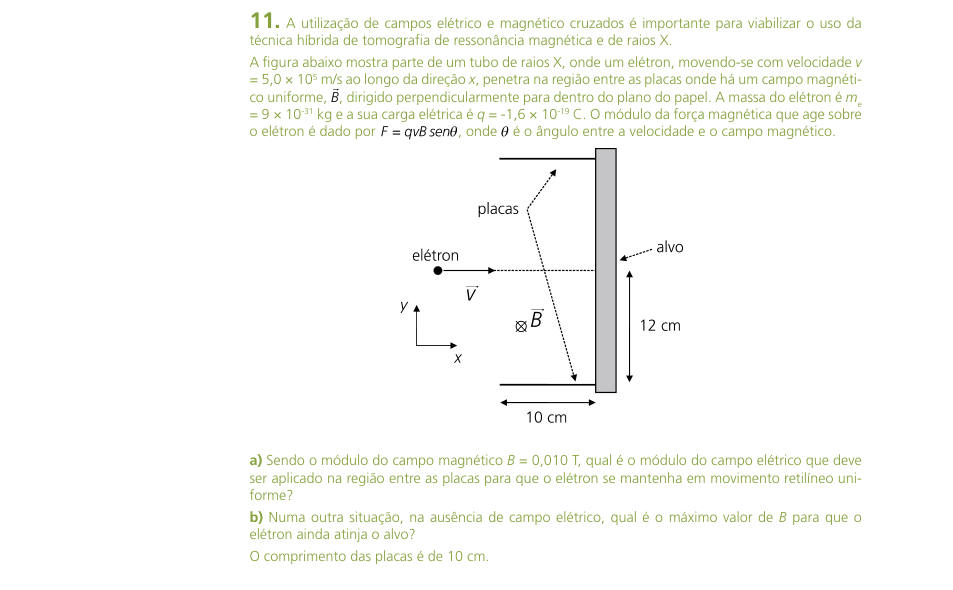 11. A utilização de campos elétrico e magnético cruzados é importante para viabilizar o uso da
técnica híbrida de tomografia de ressonância magnética e de raios X.
A figura abaixo mostra parte de um tubo de raios X, onde um elétron, movendo-se com velocidade v
= 5,0 × 10⁵ m/s ao longo da direção x, penetra na região entre as placas onde há um campo magnéti-
co uniforme, B⃗, dirigido perpendicularmente para dentro do plano do papel. A massa do elétron é mₑ
= 9 × 10⁻³¹ kg e a sua carga elétrica é q = -1,6 × 10⁻¹⁹ C. O módulo da força magnética que age sobre
o elétron é dado por F = qvB senθ, onde θ é o ângulo entre a velocidade e o campo magnético.
placas
elétron
alvo
V⃗
y
B⃗
12 cm
x
10 cm
a) Sendo o módulo do campo magnético B = 0,010 T, qual é o módulo do campo elétrico que deve
ser aplicado na região entre as placas para que o elétron se mantenha em movimento retilíneo uni-
forme?
b) Numa outra situação, na ausência de campo elétrico, qual é o máximo valor de B para que o
elétron ainda atinja o alvo?
O comprimento das placas é de 10 cm.